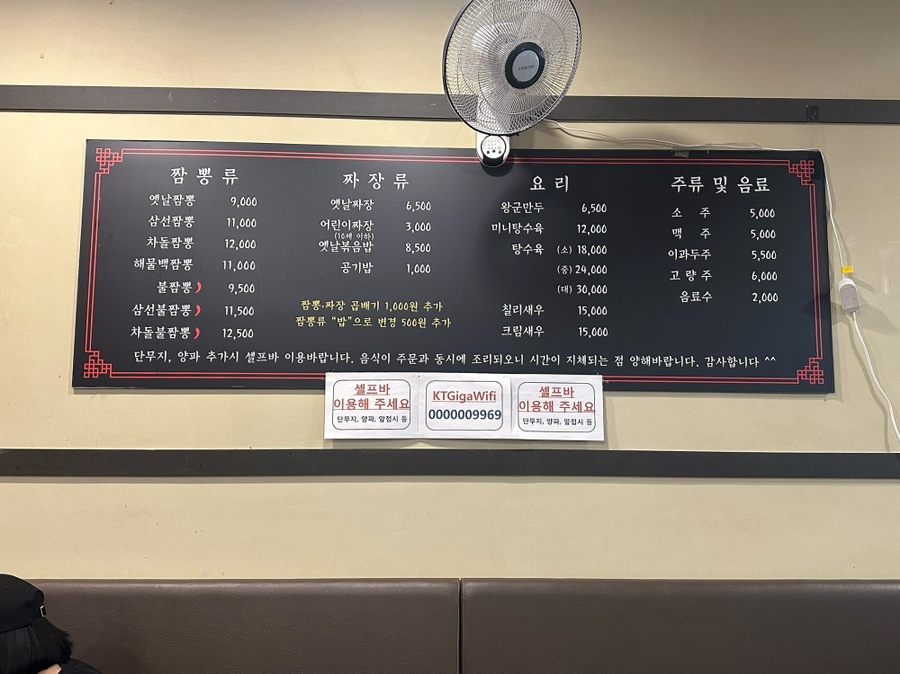 짬뽕류
옛날짬뽕 9,000
삼선짬뽕 11,000
차돌짬뽕 12,000
해물백짬뽕 11,000
불짬뽕 9,500
삼선불짬뽕 11,500
차돌불짬뽕 12,500
짜장류
옛날짜장 6,500
어린이짜장 3,000
(10세 이하)
옛날볶음밥 8,500
공기밥 1,000
짬뽕.짜장 곱배기 1,000원 추가
짬뽕류 "밥"으로 변경 500원 추가
요리
왕군만두 6,500
미니탕수육 12,000
탕수육 (소) 18,000
(중) 24,000
(대) 30,000
칠리새우 15,000
크림새우 15,000
주류 및 음료
소 주 5,000
맥 주 5,000
이과두주 5,500
고량주 6,000
음료수 2,000
단무지, 양파 추가시 셀프바 이용바랍니다. 음식이 주문과 동시에 조리되오니 시간이 지체되는 점 양해바랍니다. 감사합니다 ^^
셀프바
이용해 주세요
단무지, 양파, 앞접시 등
KTGigaWifi
0000009969
셀프바
이용해 주세요
단무지, 양파, 앞접시 등